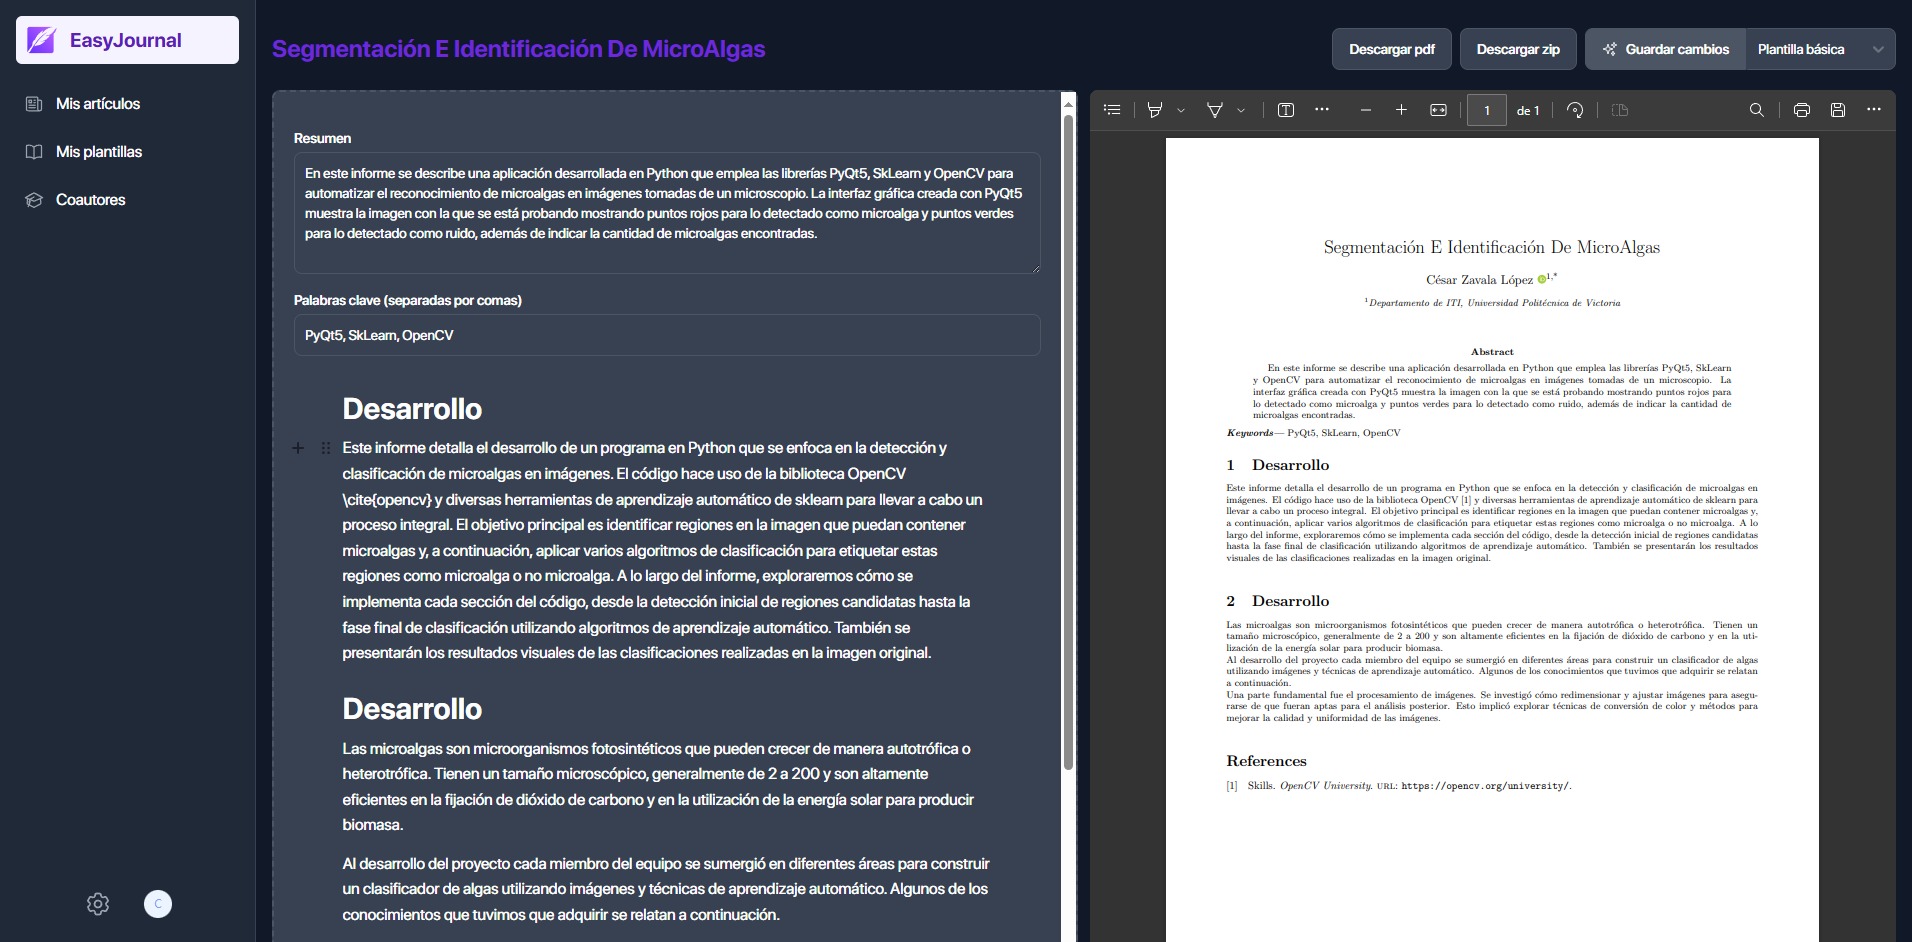 EasyJournal
Mis artículos
Mis plantillas
Coautores
C
Segmentación E Identificación De MicroAlgas
Descargar pdf
Descargar zip
Guardar cambios
Plantilla básica
Resumen
En este informe se describe una aplicación desarrollada en Python que emplea las librerías PyQt5, SkLearn y OpenCV para
automatizar el reconocimiento de microalgas en imágenes tomadas de un microscopio. La interfaz gráfica creada con PyQt5
muestra la imagen con la que se está probando mostrando puntos rojos para lo detectado como microalga y puntos verdes
para lo detectado como ruido, además de indicar la cantidad de microalgas encontradas.
Palabras clave (separadas por comas)
PyQt5, SkLearn, OpenCV
Desarrollo
Este informe detalla el desarrollo de un programa en Python que se enfoca en la detección y
clasificación de microalgas en imágenes. El código hace uso de la biblioteca OpenCV
\cite{opencv} y diversas herramientas de aprendizaje automático de sklearn para llevar a cabo un
proceso integral. El objetivo principal es identificar regiones en la imagen que puedan contener
microalgas y, a continuación, aplicar varios algoritmos de clasificación para etiquetar estas
regiones como microalga o no microalga. A lo largo del informe, exploraremos cómo se
implementa cada sección del código, desde la detección inicial de regiones candidatas hasta la
fase final de clasificación utilizando algoritmos de aprendizaje automático. También se
presentarán los resultados visuales de las clasificaciones realizadas en la imagen original.
Desarrollo
Las microalgas son microorganismos fotosintéticos que pueden crecer de manera autotrófica o
heterotrófica. Tienen un tamaño microscópico, generalmente de 2 a 200 y son altamente
eficientes en la fijación de dióxido de carbono y en la utilización de la energía solar para producir
biomasa.
Al desarrollo del proyecto cada miembro del equipo se sumergió en diferentes áreas para construir
un clasificador de algas utilizando imágenes y técnicas de aprendizaje automático. Algunos de los
conocimientos que tuvimos que adquirir se relatan a continuación.
1 de 1
Segmentación E Identificación De MicroAlgas
César Zavala López 1,*
1 Departamento de ITI, Universidad Politécnica de Victoria
Abstract
En este informe se describe una aplicación desarrollada en Python que emplea las librerías PyQt5, SkLearn
y OpenCV para automatizar el reconocimiento de microalgas en imágenes tomadas de un microscopio. La
interfaz gráfica creada con PyQt5 muestra la imagen con la que se está probando mostrando puntos rojos para
lo detectado como microalga y puntos verdes para lo detectado como ruido, además de indicar la cantidad de
microalgas encontradas.
Keywords— PyQt5, SkLearn, OpenCV
1 Desarrollo
Este informe detalla el desarrollo de un programa en Python que se enfoca en la detección y clasificación de microalgas en
imágenes. El código hace uso de la biblioteca OpenCV [1] y diversas herramientas de aprendizaje automático de sklearn para
llevar a cabo un proceso integral. El objetivo principal es identificar regiones en la imagen que puedan contener microalgas y,
a continuación, aplicar varios algoritmos de clasificación para etiquetar estas regiones como microalga o no microalga. A lo
largo del informe, exploraremos cómo se implementa cada sección del código, desde la detección inicial de regiones candidatas
hasta la fase final de clasificación utilizando algoritmos de aprendizaje automático. También se presentarán los resultados
visuales de las clasificaciones realizadas en la imagen original.
2 Desarrollo
Las microalgas son microorganismos fotosintéticos que pueden crecer de manera autotrófica o heterotrófica. Tienen un
tamaño microscópico, generalmente de 2 a 200 y son altamente eficientes en la fijación de dióxido de carbono y en la uti-
lización de la energía solar para producir biomasa.
Al desarrollo del proyecto cada miembro del equipo se sumergió en diferentes áreas para construir un clasificador de algas
utilizando imágenes y técnicas de aprendizaje automático. Algunos de los conocimientos que tuvimos que adquirir se relatan
a continuación.
Una parte fundamental fue el procesamiento de imágenes. Se investigó cómo redimensionar y ajustar imágenes para asegu-
rarse de que fueran aptas para el análisis posterior. Esto implicó explorar técnicas de conversión de color y métodos para
mejorar la calidad y uniformidad de las imágenes.
References
[1] Skills. OpenCV University. URL: https://opencv.org/university/.